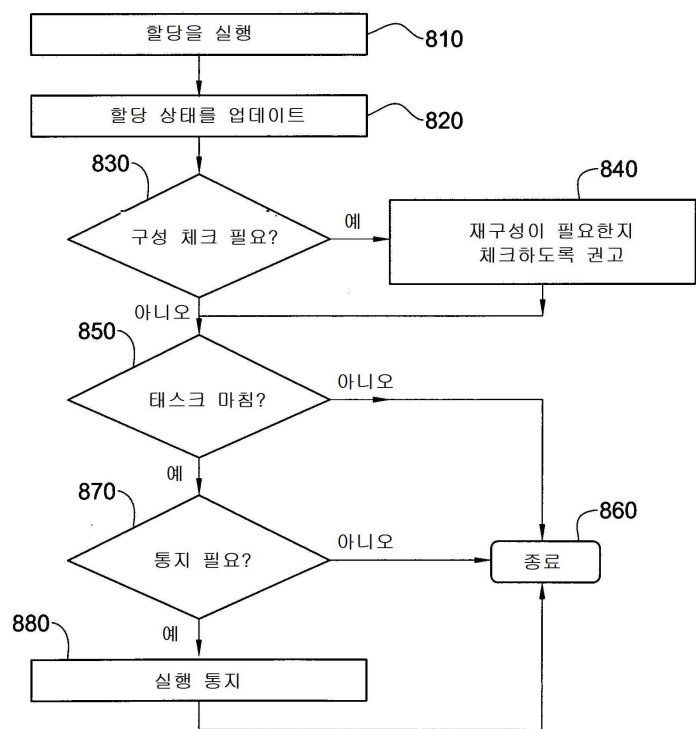 할당을 실행
810
할당 상태를 업데이트
820
830
구성 체크 필요?
예
840
재구성이 필요한지
체크하도록 권고
아니오
850
태스크 마침?
아니오
예
870
통지 필요?
아니오
860
종료
예
880
실행 통지